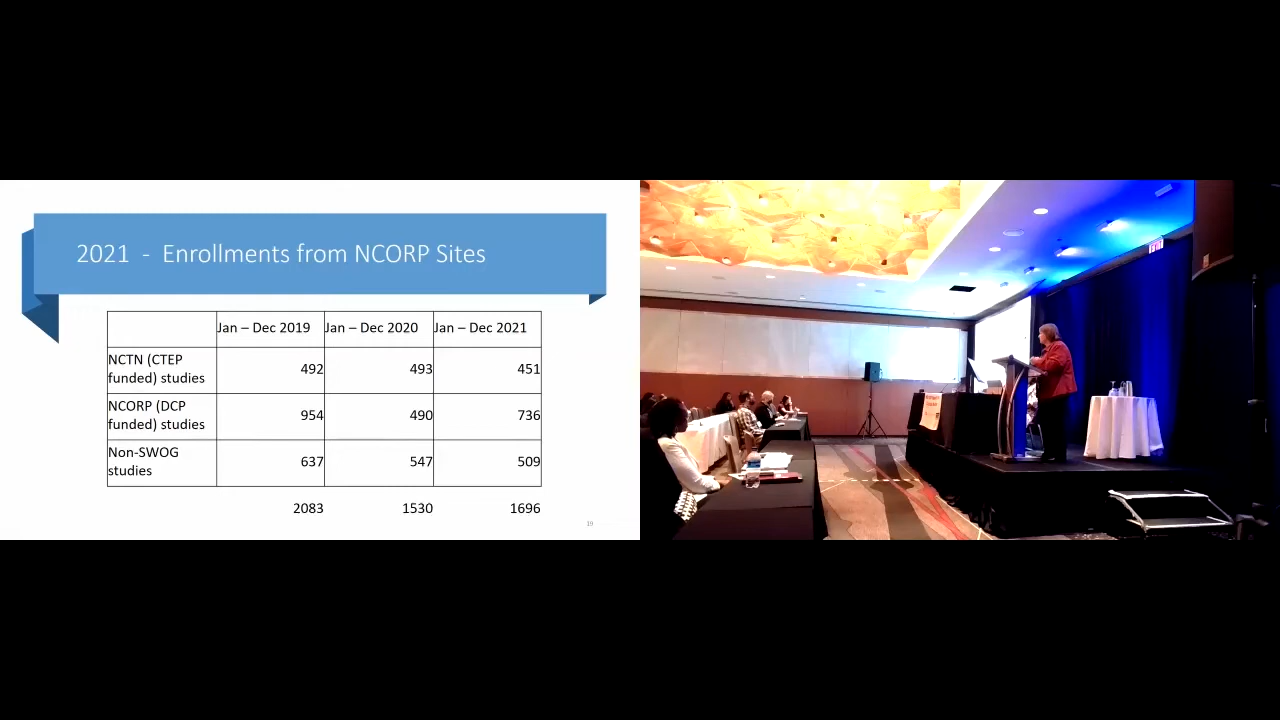 2021 - Enrollments from NCORP Sites
Jan – Dec 2019 Jan – Dec 2020 Jan – Dec 2021
NCTN (CTEP
funded) studies 492 493 451
NCORP (DCP
funded) studies 954 490 736
Non-SWOG
studies 637 547 509
2083 1530 1696
19